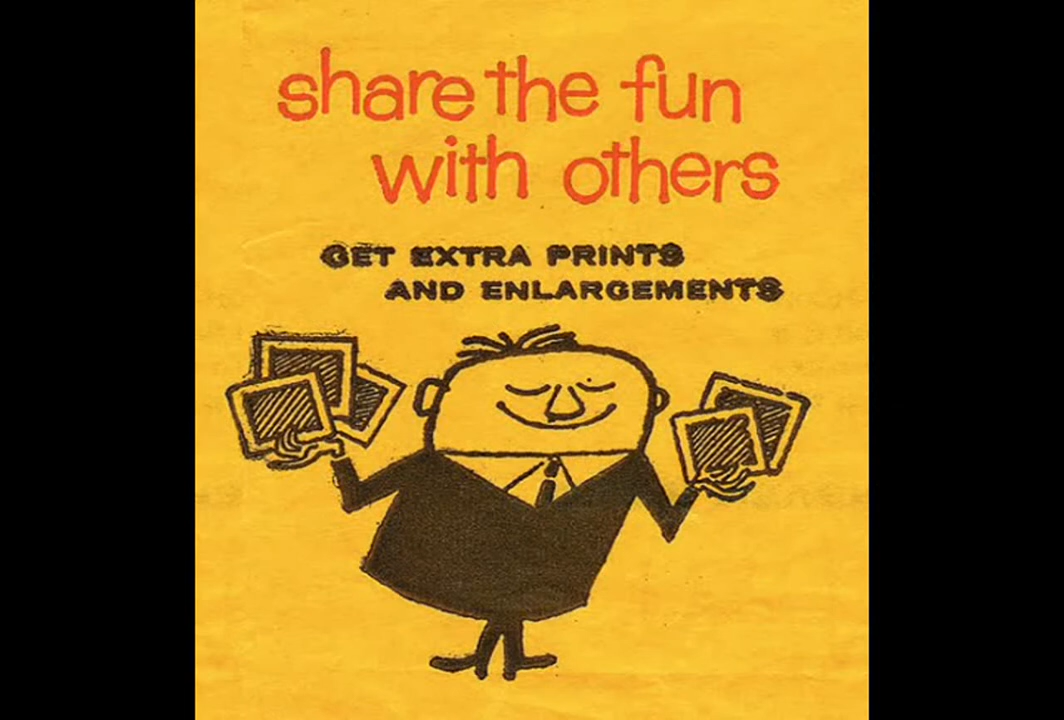 share the fun
with others
GET EXTRA PRINTS
AND ENLARGEMENTS